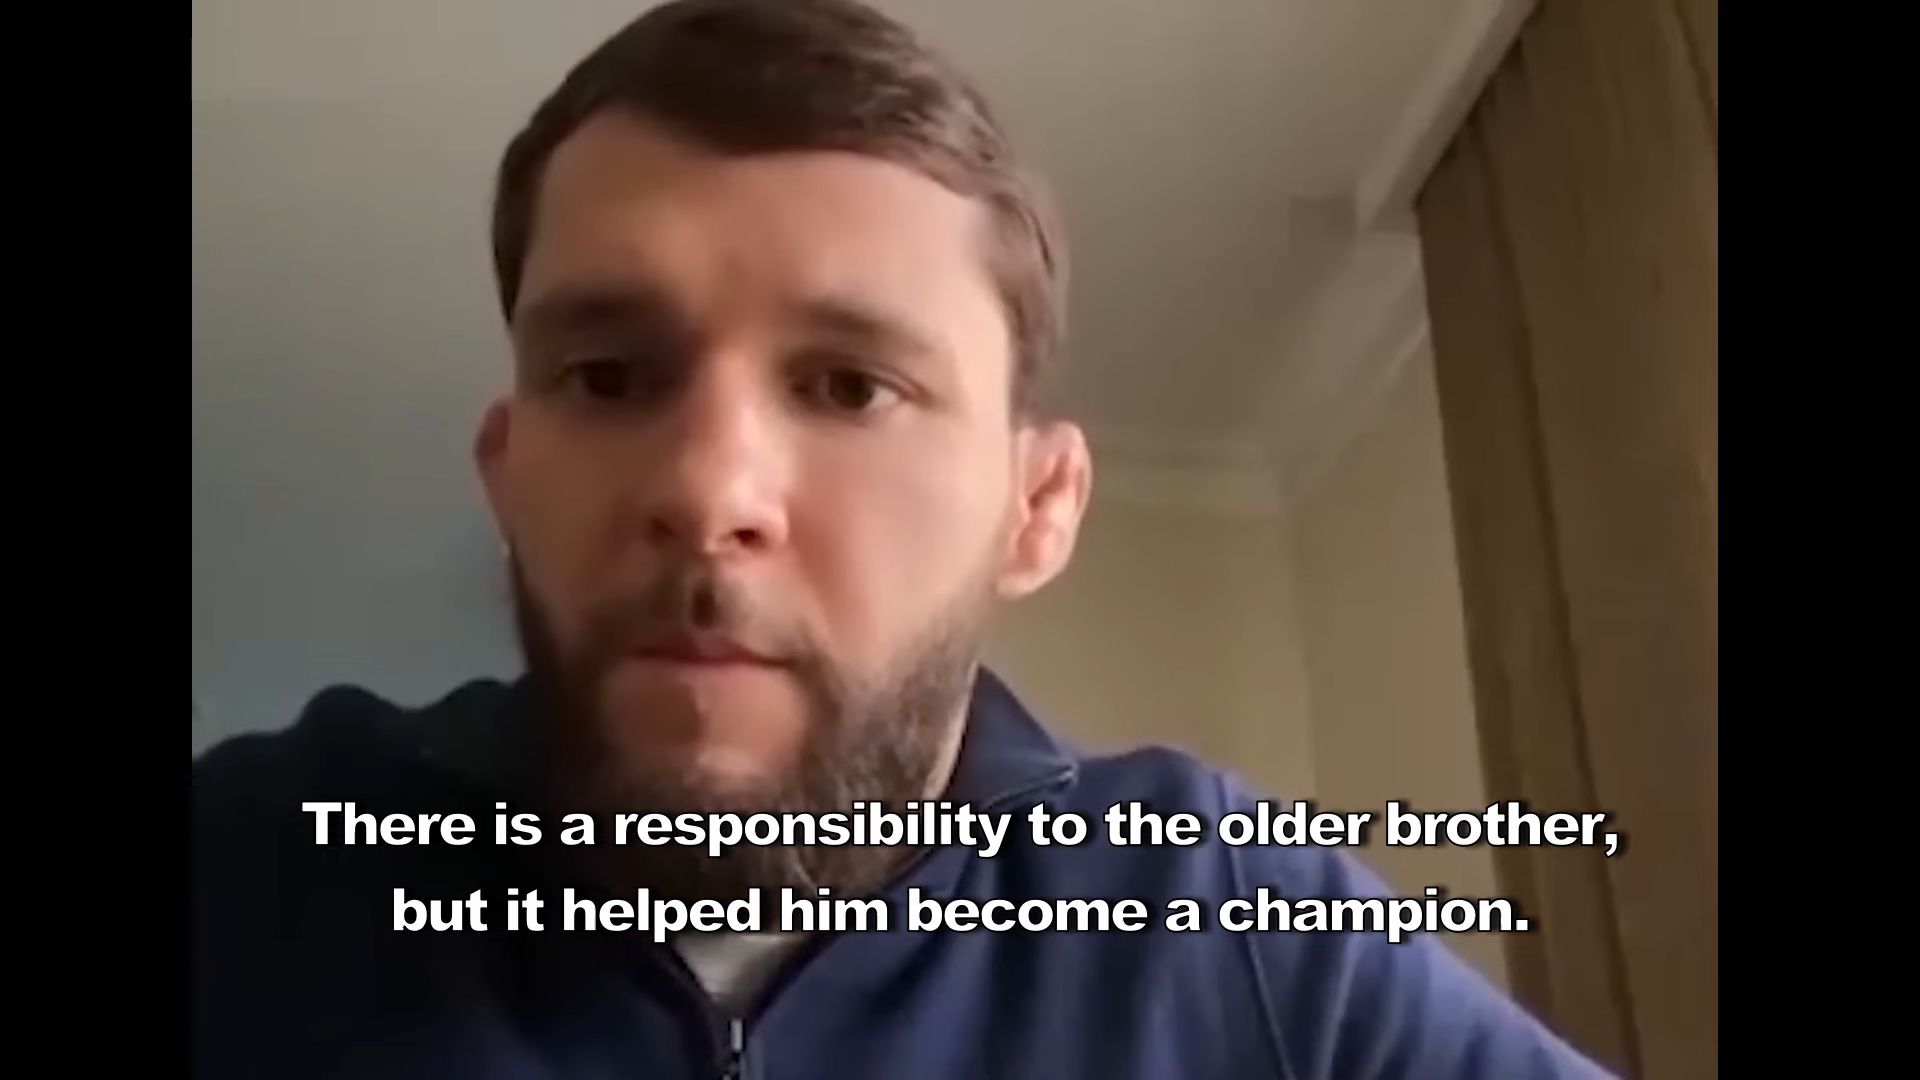 There is a responsibility to the older brother,
but it helped him become a champion.